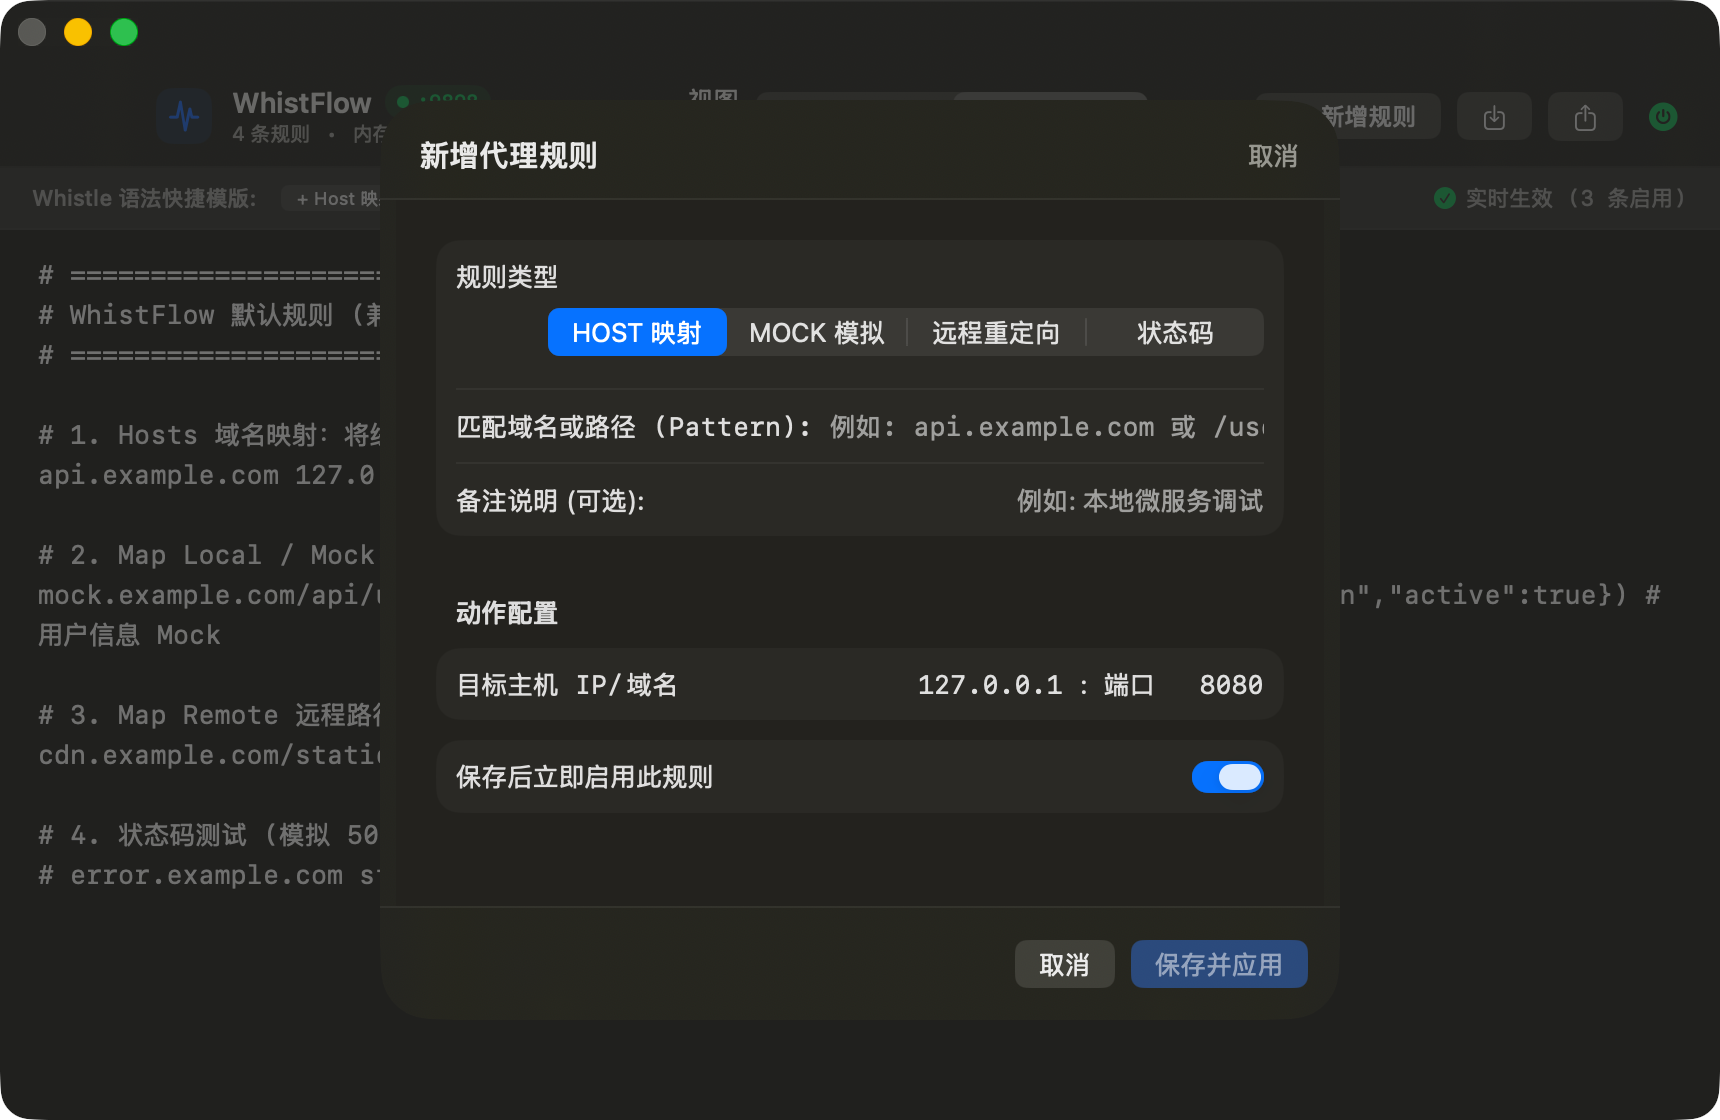 WhistFlow
4 条规则 • 内存
视图
新增规则
Whistle 语法快捷模版:
+ Host 映
实时生效 (3 条启用)
# ====================
# WhistFlow 默认规则 (兼
# ====================
# 1. Hosts 域名映射: 将
api.example.com 127.0
# 2. Map Local / Mock
mock.example.com/api/
n","active":true}) #
用户信息 Mock
# 3. Map Remote 远程路径
cdn.example.com/static
# 4. 状态码测试 (模拟 50
# error.example.com st
新增代理规则
取消
规则类型
HOST 映射
MOCK 模拟
远程重定向
状态码
匹配域名或路径 (Pattern): 例如: api.example.com 或 /us
备注说明 (可选):
例如: 本地微服务调试
动作配置
目标主机 IP/域名
127.0.0.1 : 端口 8080
保存后立即启用此规则
取消
保存并应用